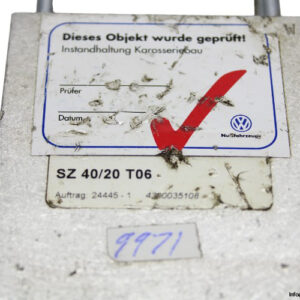 Dieses Objekt wurde geprüft!
Instandhaltung Karosseriebau
Prüfer
Datum
Nutzfahrzeuge
SZ 40/20 T06
Auftrag: 24445 - 1
9971